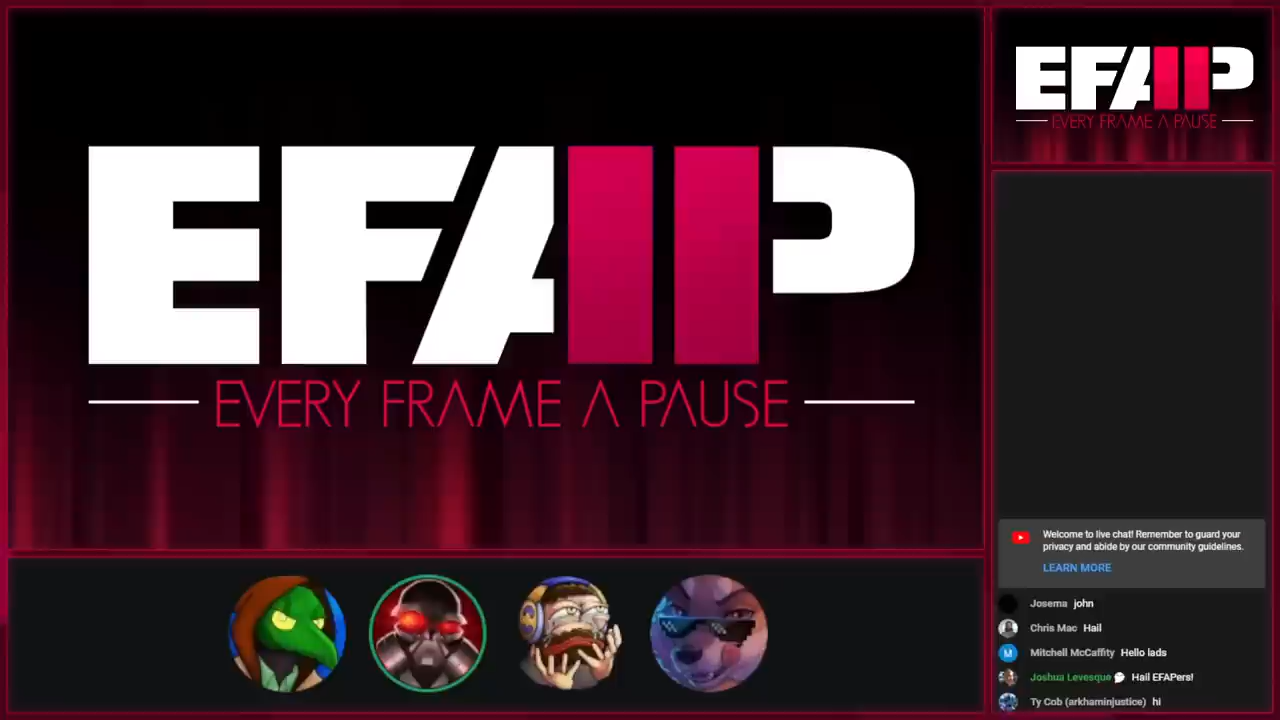 EFAP
EVERY FRAME A PAUSE
EFAP
EVERY FRAME A PAUSE
Welcome to live chat! Remember to guard your
privacy and abide by our community guidelines.
LEARN MORE
Josema john
Chris Mac Hail
M
Mitchell McCaffity Hello lads
Joshua Levesque Hail EFAPers!
Ty Cob (arkhaminjustice) hi